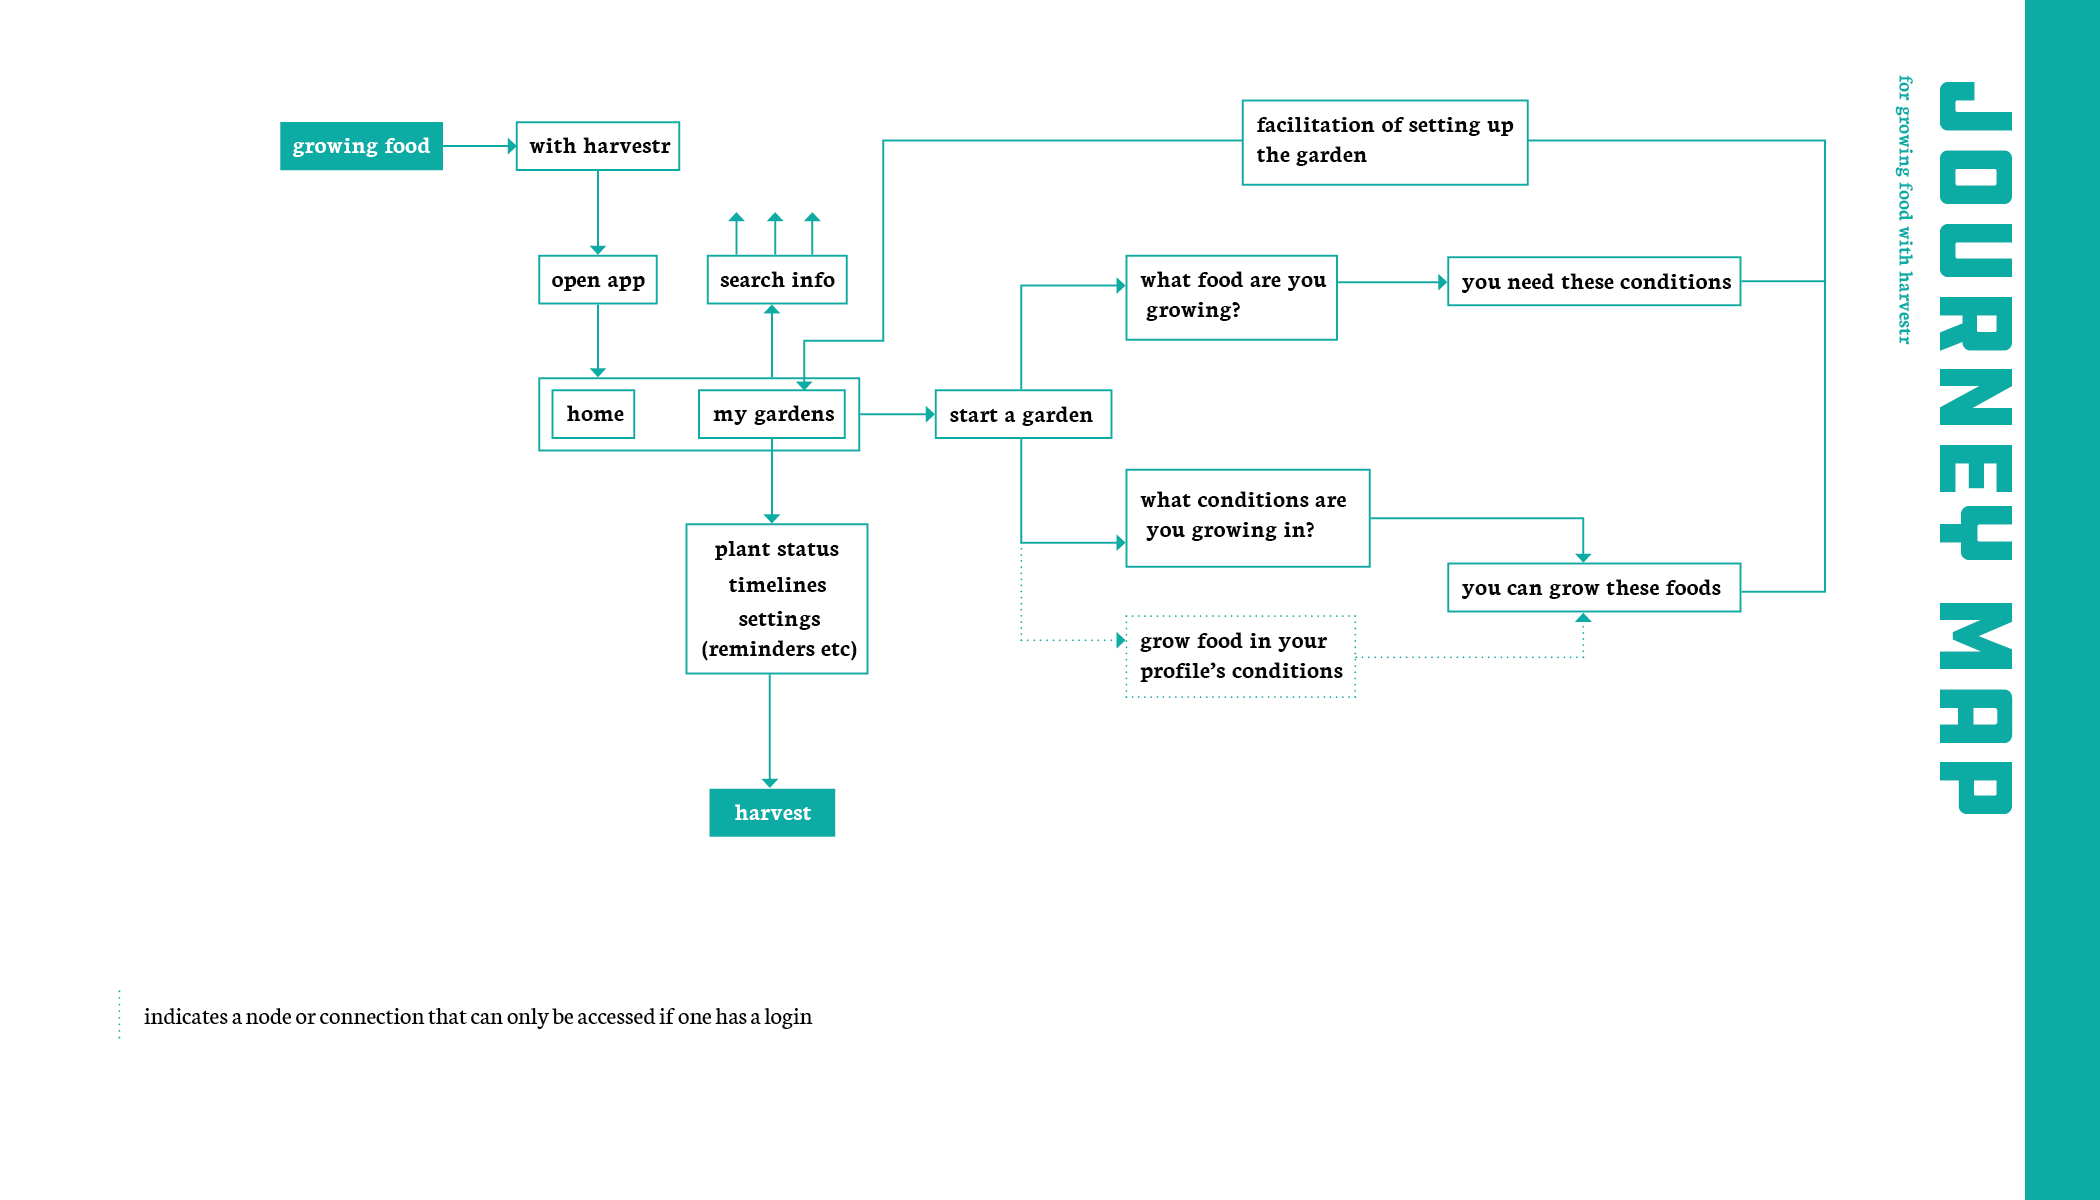 JOURNEY MAP
for growing food with harvestr
growing food
with harvestr
open app
search info
home
my gardens
start a garden
facilitation of setting up
the garden
what food are you
growing?
you need these conditions
what conditions are
you growing in?
you can grow these foods
grow food in your
profile’s conditions
plant status
timelines
settings
(reminders etc)
harvest
indicates a node or connection that can only be accessed if one has a login